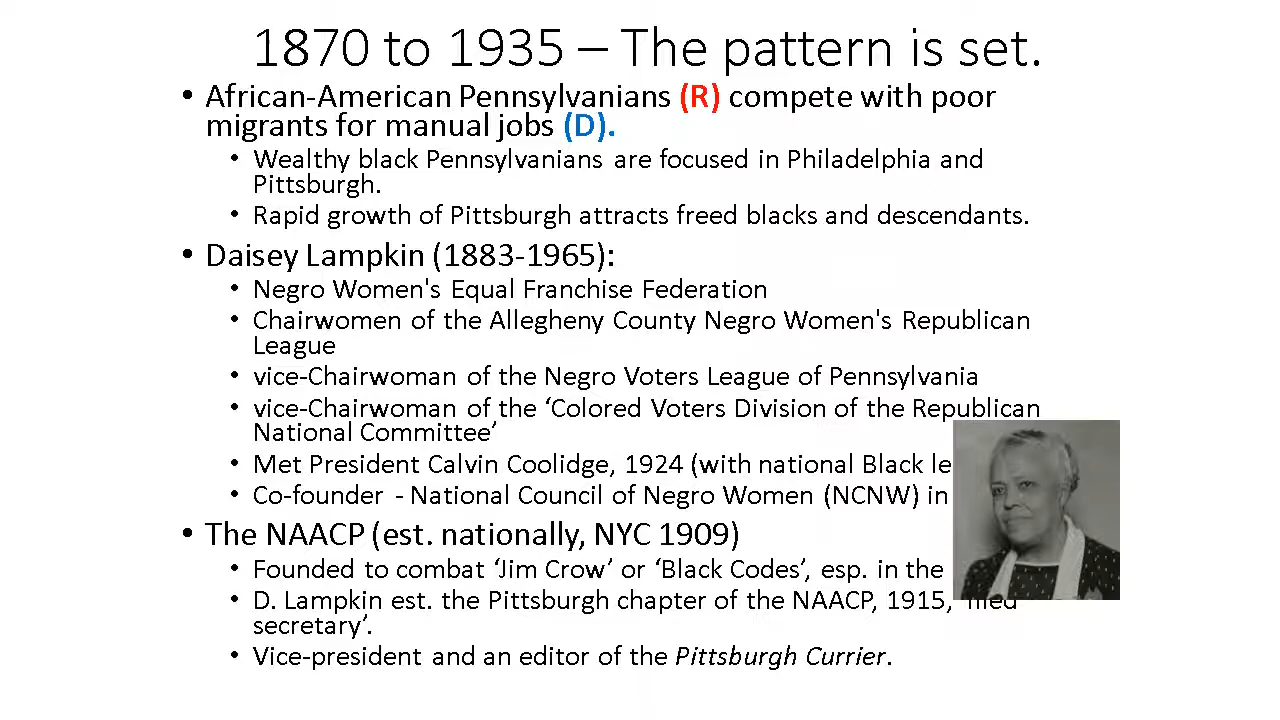 1870 to 1935 – The pattern is set.
• African-American Pennsylvanians (R) compete with poor
migrants for manual jobs (D).
• Wealthy black Pennsylvanians are focused in Philadelphia and
Pittsburgh.
• Rapid growth of Pittsburgh attracts freed blacks and descendants.
• Daisey Lampkin (1883-1965):
• Negro Women's Equal Franchise Federation
• Chairwomen of the Allegheny County Negro Women's Republican
League
• vice-Chairwoman of the Negro Voters League of Pennsylvania
• vice-Chairwoman of the ‘Colored Voters Division of the Republican
National Committee’
• Met President Calvin Coolidge, 1924 (with national Black le
• Co-founder - National Council of Negro Women (NCNW) in
• The NAACP (est. nationally, NYC 1909)
• Founded to combat ‘Jim Crow’ or ‘Black Codes’, esp. in the
• D. Lampkin est. the Pittsburgh chapter of the NAACP, 1915,
secretary’.
• Vice-president and an editor of the Pittsburgh Currier.